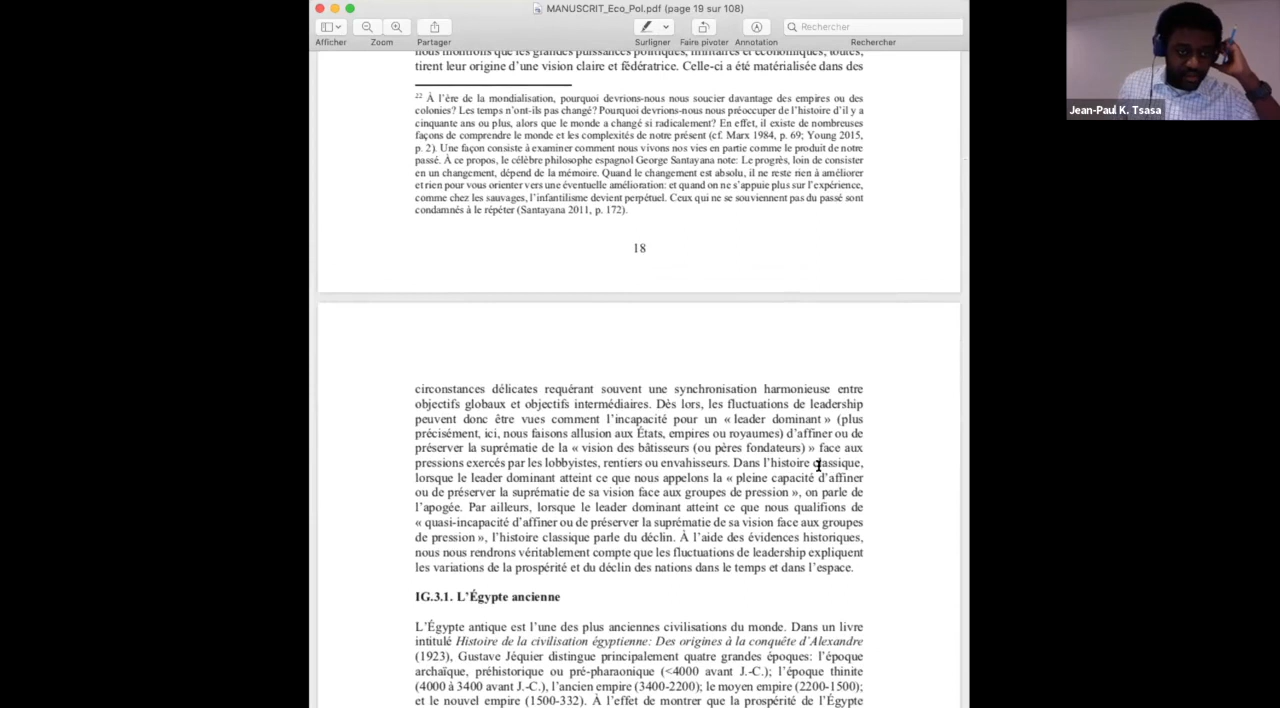 MANUSCRIT_Eco_Pol.pdf (page 19 sur 108)
Afficher
Zoom
Partager
Surligner
Faire pivoter
Annotation
Rechercher
Rechercher
Jean-Paul K. Tsasa
nous montrons que les grandes puissances politiques, militaires et économiques, toutes,
tirent leur origine d'une vision claire et fédératrice. Celle-ci a été matérialisée dans des
22 À l'ère de la mondialisation, pourquoi devrions-nous nous soucier davantage des empires ou des
colonies? Les temps n'ont-ils pas changé? Pourquoi devrions-nous nous préoccuper de l'histoire d'il y a
cinquante ans ou plus, alors que le monde a changé si radicalement? En effet, il existe de nombreuses
façons de comprendre le monde et les complexités de notre présent (cf. Marx 1984, p. 69; Young 2015,
p. 2). Une façon consiste à examiner comment nous vivons nos vies en partie comme le produit de notre
passé. À ce propos, le célèbre philosophe espagnol George Santayana note: Le progrès, loin de consister
en un changement, dépend de la mémoire. Quand le changement est absolu, il ne reste rien à améliorer
et rien pour vous orienter vers une éventuelle amélioration: et quand on ne s'appuie plus sur l'expérience,
comme chez les sauvages, l'infantilisme devient perpétuel. Ceux qui ne se souviennent pas du passé sont
condamnés à le répéter (Santayana 2011, p. 172).
18
circonstances délicates requérant souvent une synchronisation harmonieuse entre
objectifs globaux et objectifs intermédiaires. Dès lors, les fluctuations de leadership
peuvent donc être vues comment l'incapacité pour un « leader dominant » (plus
précisément, ici, nous faisons allusion aux États, empires ou royaumes) d'affiner ou de
préserver la suprématie de la « vision des bâtisseurs (ou pères fondateurs) » face aux
pressions exercés par les lobbyistes, rentiers ou envahisseurs. Dans l'histoire classique,
lorsque le leader dominant atteint ce que nous appelons la « pleine capacité d'affiner
ou de préserver la suprématie de sa vision face aux groupes de pression », on parle de
l'apogée. Par ailleurs, lorsque le leader dominant atteint ce que nous qualifions de
« quasi-incapacité d'affiner ou de préserver la suprématie de sa vision face aux groupes
de pression », l'histoire classique parle du déclin. À l'aide des évidences historiques,
nous nous rendrons véritablement compte que les fluctuations de leadership expliquent
les variations de la prospérité et du déclin des nations dans le temps et dans l'espace.
IG.3.1. L'Égypte ancienne
L'Égypte antique est l'une des plus anciennes civilisations du monde. Dans un livre
intitulé Histoire de la civilisation égyptienne: Des origines à la conquête d'Alexandre
(1923), Gustave Jéquier distingue principalement quatre grandes époques: l'époque
archaïque, préhistorique ou pré-pharaonique (<4000 avant J.-C.); l'époque thinite
(4000 à 3400 avant J.-C.), l'ancien empire (3400-2200); le moyen empire (2200-1500);
et le nouvel empire (1500-332). À l'effet de montrer que la prospérité de l'Égypte